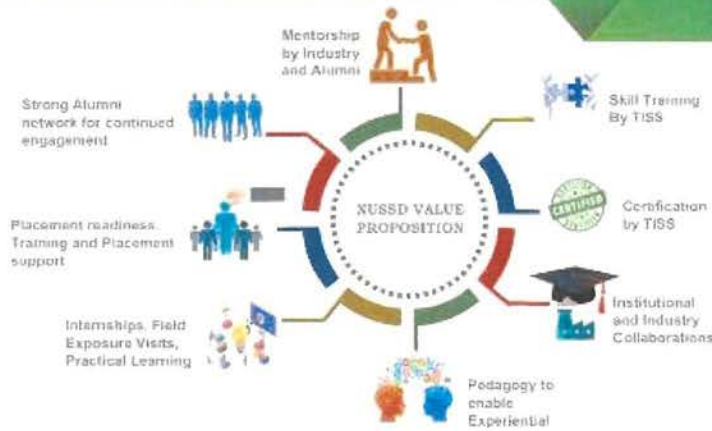 Mentorship
by Industry
and Alumni
Skill Training
By TISS
Certification
by TISS
Institutional
and Industry
Collaborations
Pedagogy to
enable
Experiential
Internships, Field
Exposure Visits,
Practical Learning
Placement readiness,
Training and Placement
support
Strong Alumni
network for continued
engagement
NUSSD VALUE
PROPOSITION
CERTIFIED